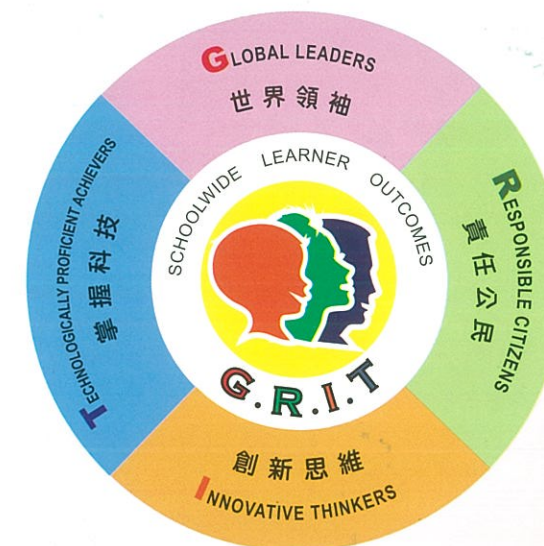 GLOBAL LEADERS
世界領袖
RESPONSIBLE CITIZENS
責任公民
創新思維
INNOVATIVE THINKERS
TECHNOLOGICALLY PROFICIENT ACHIEVERS
掌握科技
SCHOOLWIDE LEARNER OUTCOMES
G.R.I.T